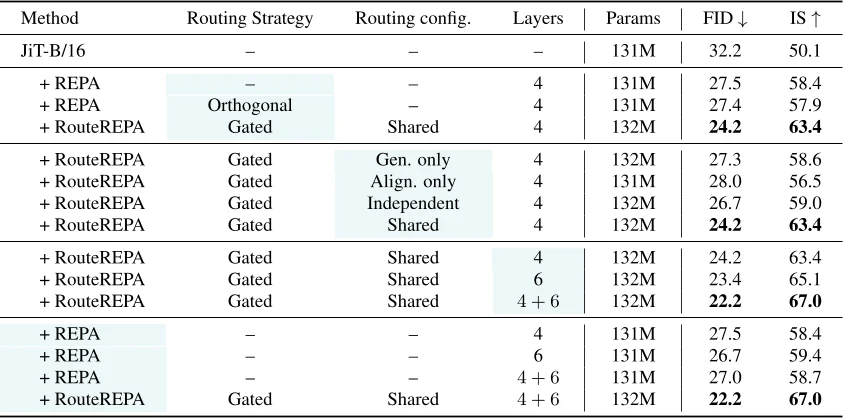 Method Routing Strategy Routing config. Layers Params FID ↓ IS ↑
JiT-B/16 – – – 131M 32.2 50.1
+ REPA – – 4 131M 27.5 58.4
+ REPA Orthogonal – 4 131M 27.4 57.9
+ RouteREPA Gated Shared 4 132M 24.2 63.4
+ RouteREPA Gated Gen. only 4 132M 27.3 58.6
+ RouteREPA Gated Align. only 4 131M 28.0 56.5
+ RouteREPA Gated Independent 4 132M 26.7 59.0
+ RouteREPA Gated Shared 4 132M 24.2 63.4
+ RouteREPA Gated Shared 4 132M 24.2 63.4
+ RouteREPA Gated Shared 6 132M 23.4 65.1
+ RouteREPA Gated Shared 4 + 6 132M 22.2 67.0
+ REPA – – 4 131M 27.5 58.4
+ REPA – – 6 131M 26.7 59.4
+ REPA – – 4 + 6 131M 27.0 58.7
+ RouteREPA Gated Shared 4 + 6 132M 22.2 67.0